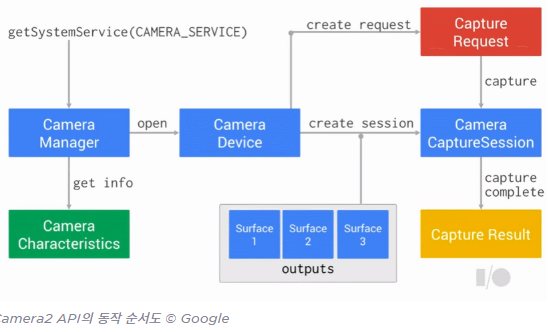 getSystemService(CAMERA_SERVICE)
create request
Capture
Request
capture
Camera
Manager
open
Camera
Device
create session
Camera
CaptureSession
get info
capture
complete
Camera
Characteristics
Surface
1
Surface
2
Surface
3
outputs
Capture Result
I/O
Camera2 API의 동작 순서도 © Google